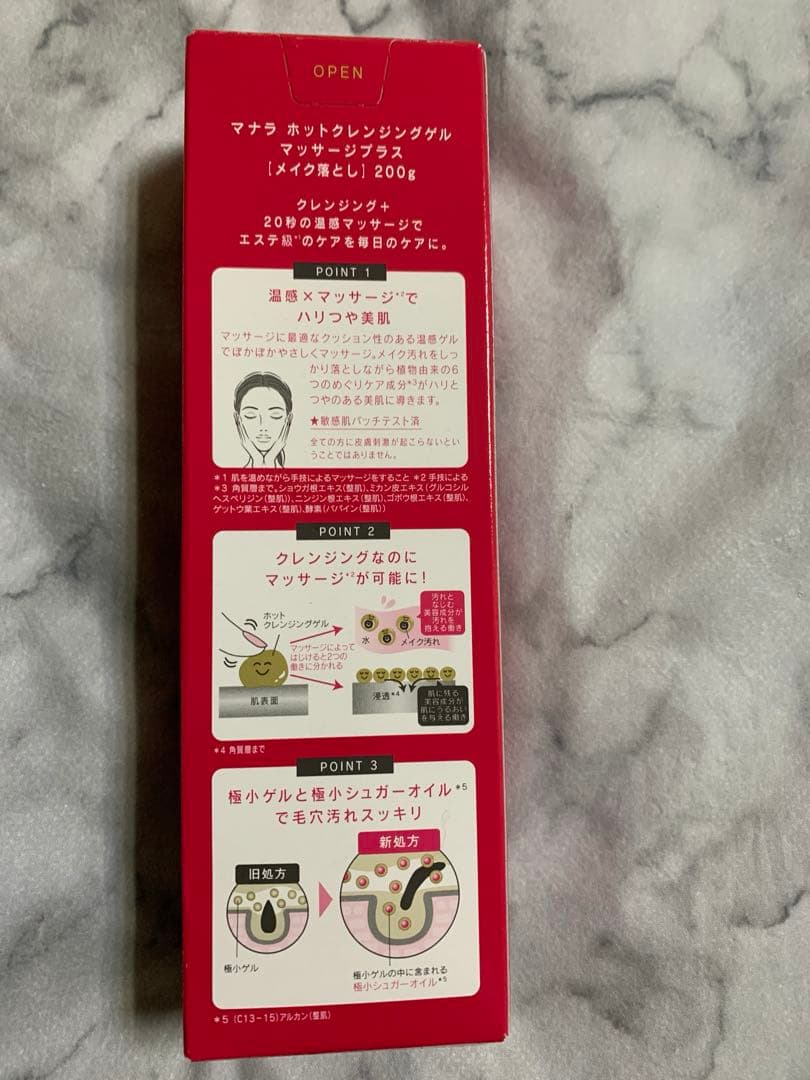 OPEN
マナラ ホットクレンジングゲル
マッサージプラス
[メイク落とし] 200g
クレンジング＋
20秒の温感マッサージで
エステ級*1のケアを毎日のケアに。
POINT 1
温感×マッサージ*2で
ハリつや美肌
マッサージに最適なクッション性のある温感ゲル
でぽかぽかやさしくマッサージ。メイク汚れをしっ
かり落としながら植物由来の6
つのめぐりケア成分*3がハリと
つやのある美肌に導きます。
★敏感肌パッチテスト済
全ての方に皮膚刺激が起こらないとい
うことではありません。
*1 肌を温めながら手技によるマッサージをすること *2 手技による
*3 角質層まで。ショウガ根エキス(整肌)、ミカン皮エキス(グルコシル
ヘスペリジン(整肌))、ニンジン根エキス(整肌)、ゴボウ根エキス(整肌)、
ゲットウ葉エキス(整肌)、酵素(パパイン(整肌))
POINT 2
クレンジングなのに
マッサージ*2が可能に!
ホット
クレンジングゲル
マッサージによって
はじけると2つの
働きに分かれる
肌表面
汚れと
なじむ
美容成分が
汚れを
抱える働き
水
メイク汚れ
浸透*4
肌に残る
美容成分が
肌にうるおい
を与える働き
*4 角質層まで
POINT 3
極小ゲルと極小シュガーオイル*5
で毛穴汚れスッキリ
旧処方
新処方
極小ゲル
極小ゲルの中に含まれる
極小シュガーオイル*5
*5 (C13-15)アルカン(整肌)